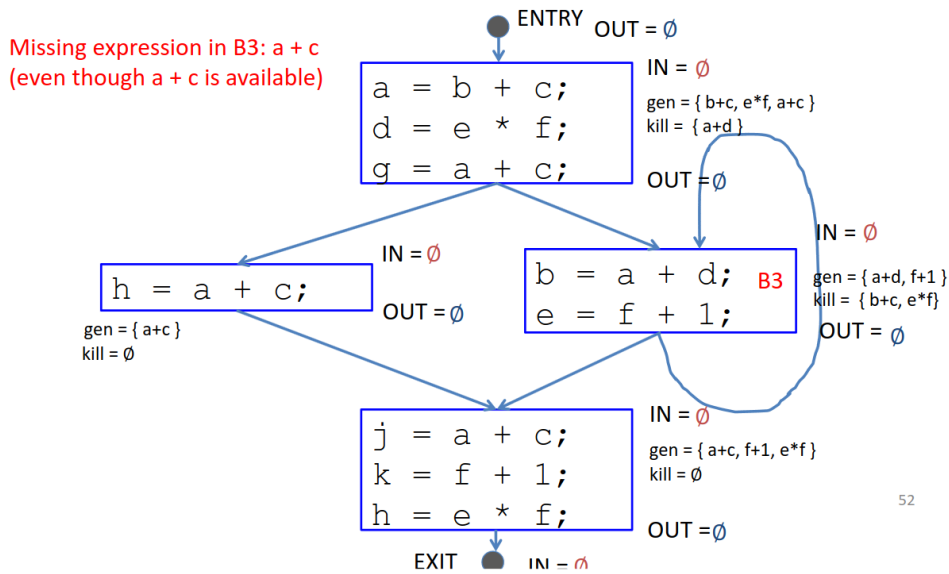 ENTRY
OUT = ∅
Missing expression in B3: a + c
(even though a + c is available)
IN = ∅
a = b + c;
d = e * f;
g = a + c;
gen = { b+c, e*f, a+c }
kill = { a+d }
OUT = ∅
IN = ∅
h = a + c;
OUT = ∅
gen = { a+c }
kill = ∅
IN = ∅
b = a + d;
e = f + 1;
B3
gen = { a+d, f+1 }
kill = { b+c, e*f}
OUT = ∅
IN = ∅
j = a + c;
k = f + 1;
h = e * f;
gen = { a+c, f+1, e*f }
kill = ∅
52
OUT =∅
EXIT
IN = ∅